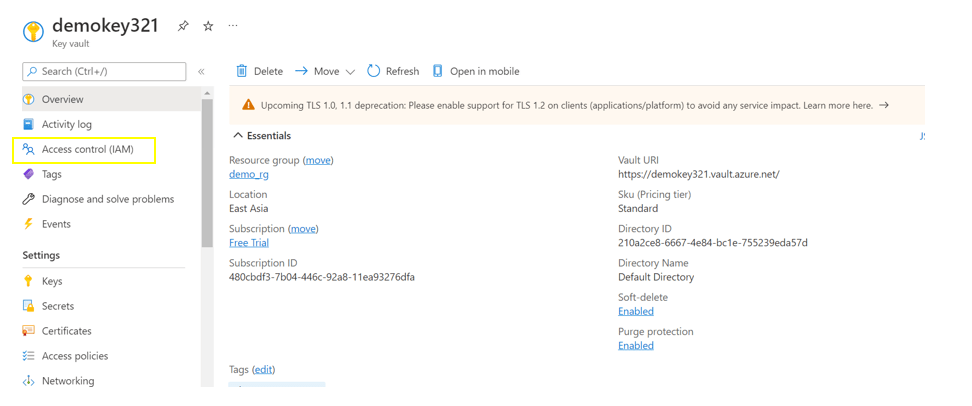 demokey321
...
Key vault
Search (Ctrl+/)
«
Overview
Activity log
Access control (IAM)
Tags
Diagnose and solve problems
Events
Settings
Keys
Secrets
Certificates
Access policies
Networking
Delete
Move
Refresh
Open in mobile
Upcoming TLS 1.0, 1.1 deprecation: Please enable support for TLS 1.2 on clients (applications/platform) to avoid any service impact. Learn more here. →
Essentials
Resource group (move)
demo_rg
Location
East Asia
Subscription (move)
Free Trial
Subscription ID
480cbdf3-7b04-446c-92a8-11ea93276dfa
Vault URI
https://demokey321.vault.azure.net/
Sku (Pricing tier)
Standard
Directory ID
210a2ce8-6667-4e84-bc1e-755239eda57d
Directory Name
Default Directory
Soft-delete
Enabled
Purge protection
Enabled
Tags (edit)